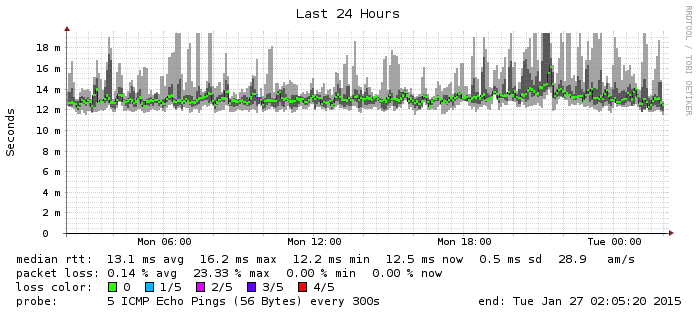 Last 24 Hours
RRDTOOL / TOBI OETIKER
Seconds
18 m
16 m
14 m
12 m
10 m
8 m
6 m
4 m
2 m
0
Mon 06:00 Mon 12:00 Mon 18:00 Tue 00:00
median rtt: 13.1 ms avg 16.2 ms max 12.2 ms min 12.5 ms now 0.5 ms sd 28.9 am/s
packet loss: 0.14 % avg 23.33 % max 0.00 % min 0.00 % now
loss color: 0 1/5 2/5 3/5 4/5
probe: 5 ICMP Echo Pings (56 Bytes) every 300s end: Tue Jan 27 02:05:20 2015